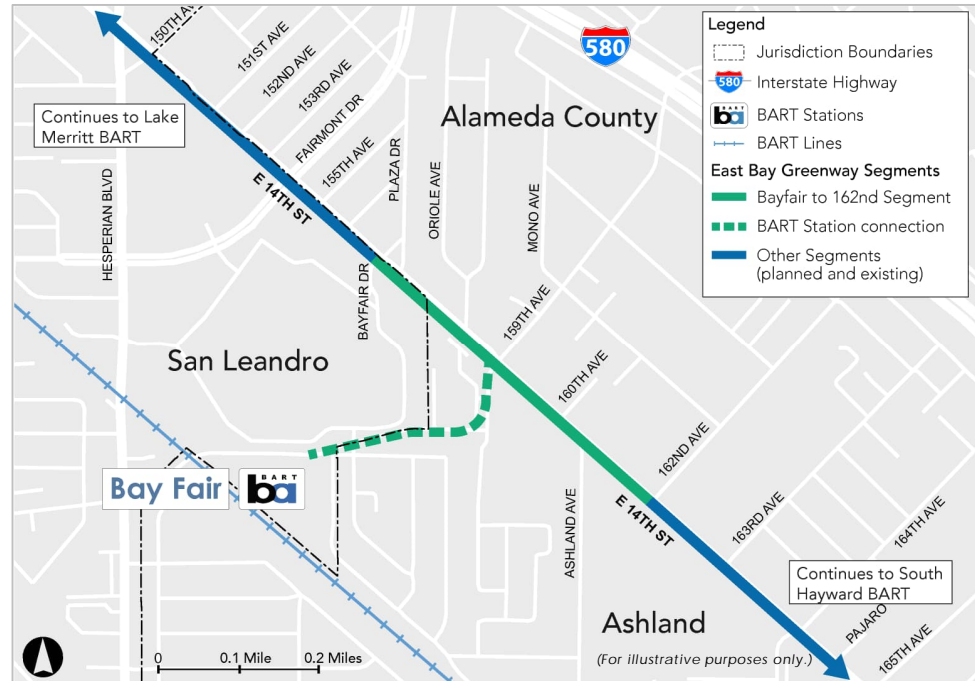 150TH AV
151ST AVE
152ND AVE
153RD AVE
FAIRMONT DR
155TH AVE
PLAZA DR
ORIOLE AVE
MONO AVE
580
Alameda County
Continues to Lake
Merritt BART
HESPERIAN BLVD
E 14TH ST
BAYFAIR DR
San Leandro
159TH AVE
160TH AVE
162ND AVE
163RD AVE
164TH AVE
ASHLAND AVE
E 14TH ST
Bay Fair
BART
ba
Continues to South
Hayward BART
PAJARO
165TH AVE
Ashland
(For illustrative purposes only.)
0 0.1 Mile 0.2 Miles
Legend
Jurisdiction Boundaries
580
Interstate Highway
BART
ba
BART Stations
BART Lines
East Bay Greenway Segments
Bayfair to 162nd Segment
BART Station connection
Other Segments
(planned and existing)